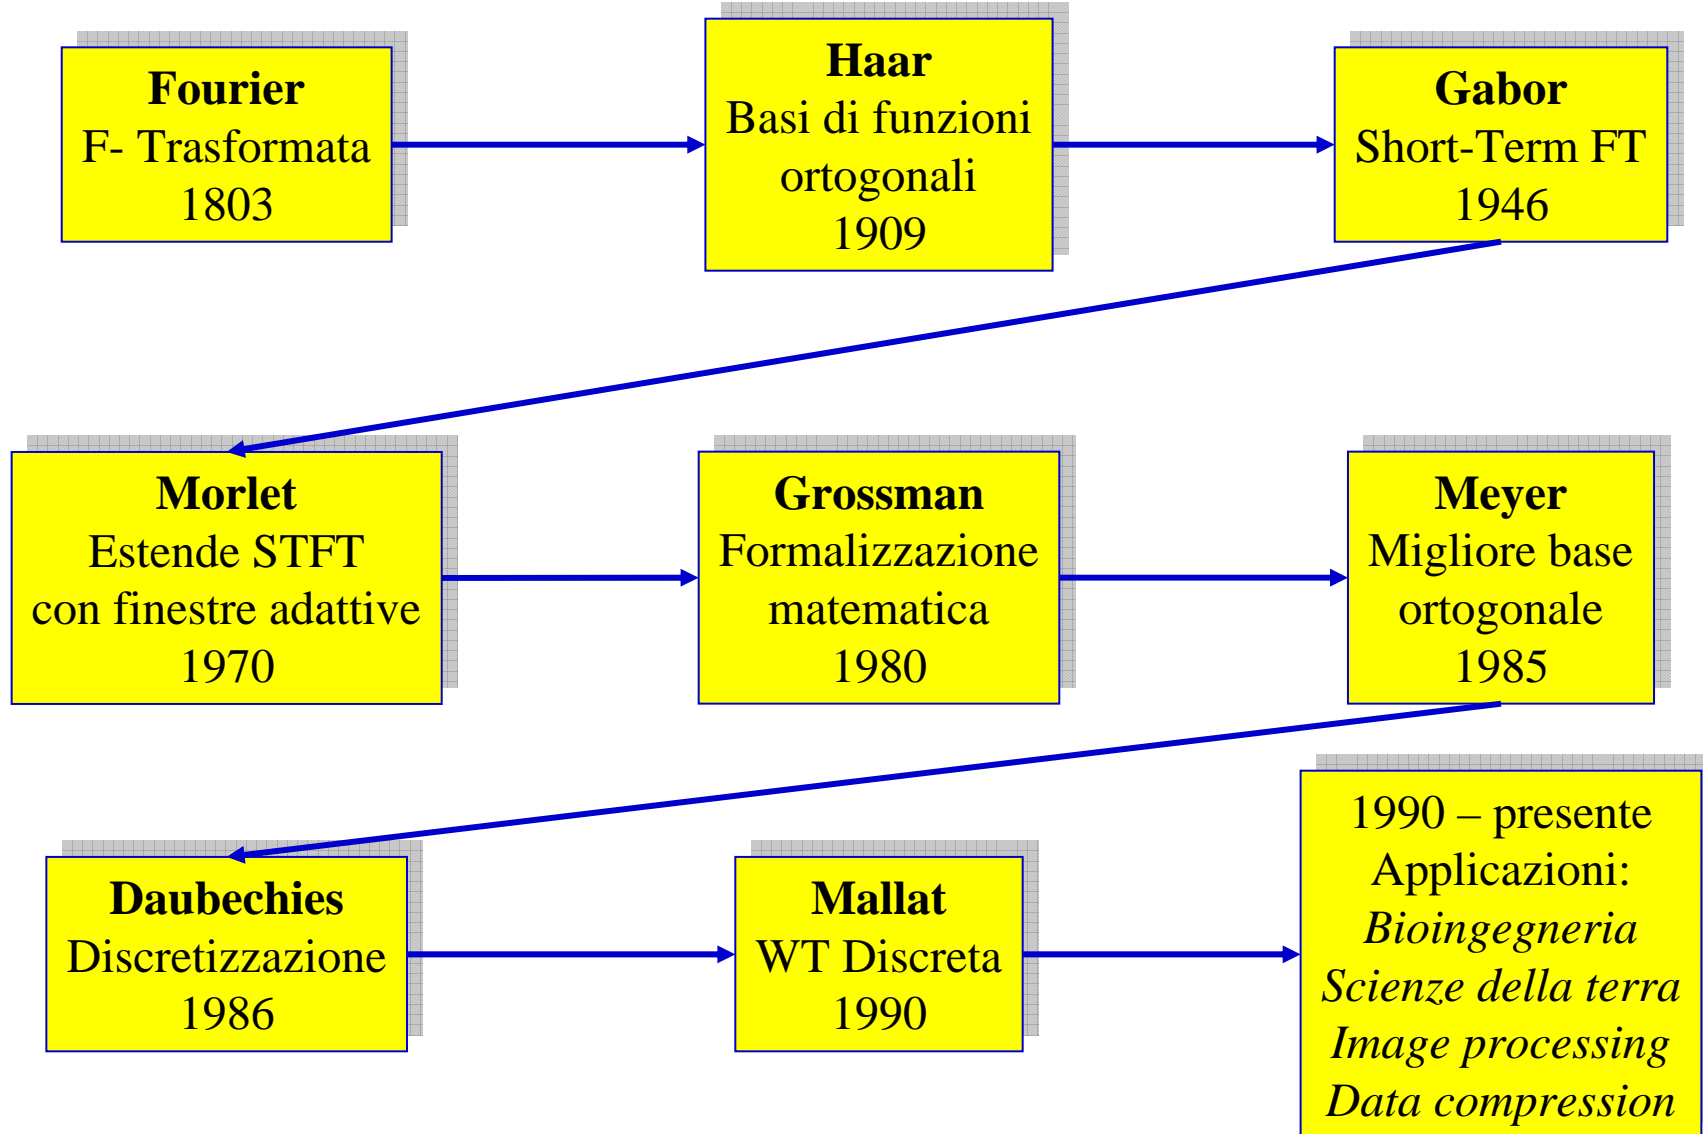 Fourier
F- Trasformata
1803
Haar
Basi di funzioni
ortogonali
1909
Gabor
Short-Term FT
1946
Morlet
Estende STFT
con finestre adattive
1970
Grossman
Formalizzazione
matematica
1980
Meyer
Migliore base
ortogonale
1985
Daubechies
Discretizzazione
1986
Mallat
WT Discreta
1990
1990 – presente
Applicazioni:
Bioingegneria
Scienze della terra
Image processing
Data compression